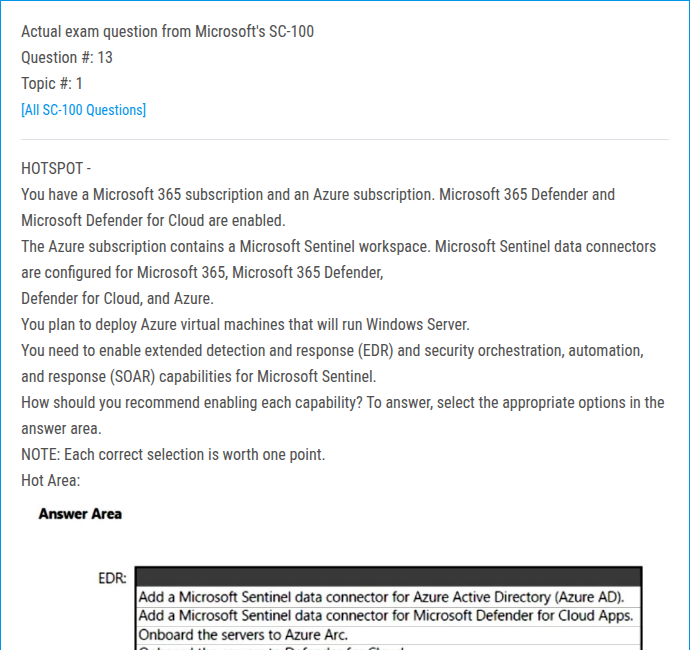 Actual exam question from Microsoft's SC-100
Question #: 13
Topic #: 1
[All SC-100 Questions]
HOTSPOT -
You have a Microsoft 365 subscription and an Azure subscription. Microsoft 365 Defender and
Microsoft Defender for Cloud are enabled.
The Azure subscription contains a Microsoft Sentinel workspace. Microsoft Sentinel data connectors
are configured for Microsoft 365, Microsoft 365 Defender,
Defender for Cloud, and Azure.
You plan to deploy Azure virtual machines that will run Windows Server.
You need to enable extended detection and response (EDR) and security orchestration, automation,
and response (SOAR) capabilities for Microsoft Sentinel.
How should you recommend enabling each capability? To answer, select the appropriate options in the
answer area.
NOTE: Each correct selection is worth one point.
Hot Area:
Answer Area
EDR:
Add a Microsoft Sentinel data connector for Azure Active Directory (Azure AD).
Add a Microsoft Sentinel data connector for Microsoft Defender for Cloud Apps.
Onboard the servers to Azure Arc.